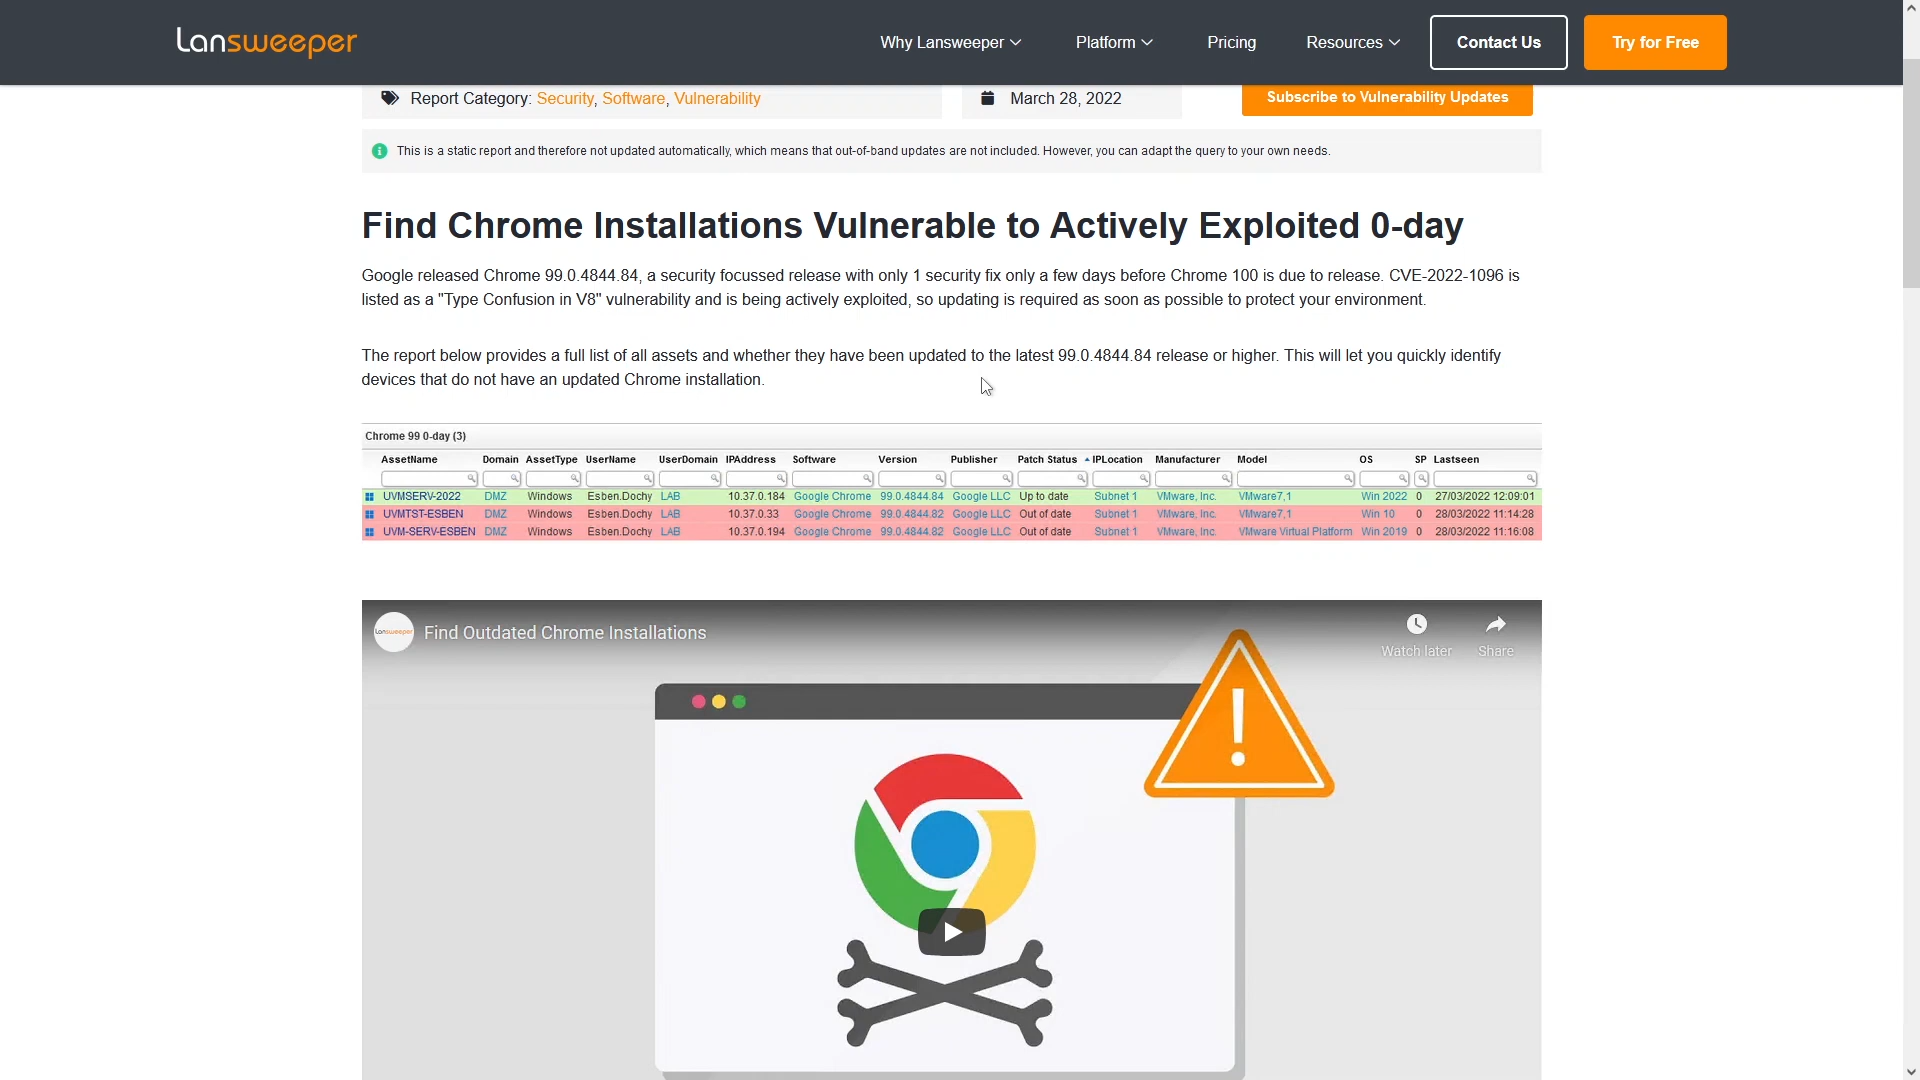 Lansweeper
Why Lansweeper
Platform
Pricing
Resources
Contact Us
Try for Free
Report Category: Security, Software, Vulnerability
March 28, 2022
Subscribe to Vulnerability Updates
This is a static report and therefore not updated automatically, which means that out-of-band updates are not included. However, you can adapt the query to your own needs.
Find Chrome Installations Vulnerable to Actively Exploited 0-day
Google released Chrome 99.0.4844.84, a security focussed release with only 1 security fix only a few days before Chrome 100 is due to release. CVE-2022-1096 is
listed as a "Type Confusion in V8" vulnerability and is being actively exploited, so updating is required as soon as possible to protect your environment.
The report below provides a full list of all assets and whether they have been updated to the latest 99.0.4844.84 release or higher. This will let you quickly identify
devices that do not have an updated Chrome installation.
Chrome 99 0-day (3)
AssetName Domain AssetType UserName UserDomain IPAddress Software Version Publisher Patch Status IPLocation Manufacturer Model OS SP Lastseen
UVMSERV-2022 DMZ Windows Esben.Dochy LAB 10.37.0.184 Google Chrome 99.0.4844.84 Google LLC Up to date Subnet 1 VMware, Inc. VMware7,1 Win 2022 0 27/03/2022 12:09:01
UVMTST-ESBEN DMZ Windows Esben.Dochy LAB 10.37.0.33 Google Chrome 99.0.4844.82 Google LLC Out of date Subnet 1 VMware, Inc. VMware7,1 Win 10 0 28/03/2022 11:14:28
UVM-SERV-ESBEN DMZ Windows Esben.Dochy LAB 10.37.0.194 Google Chrome 99.0.4844.82 Google LLC Out of date Subnet 1 VMware, Inc. VMware Virtual Platform Win 2019 0 28/03/2022 11:16:08
Lansweeper
Find Outdated Chrome Installations
Watch later
Share
!